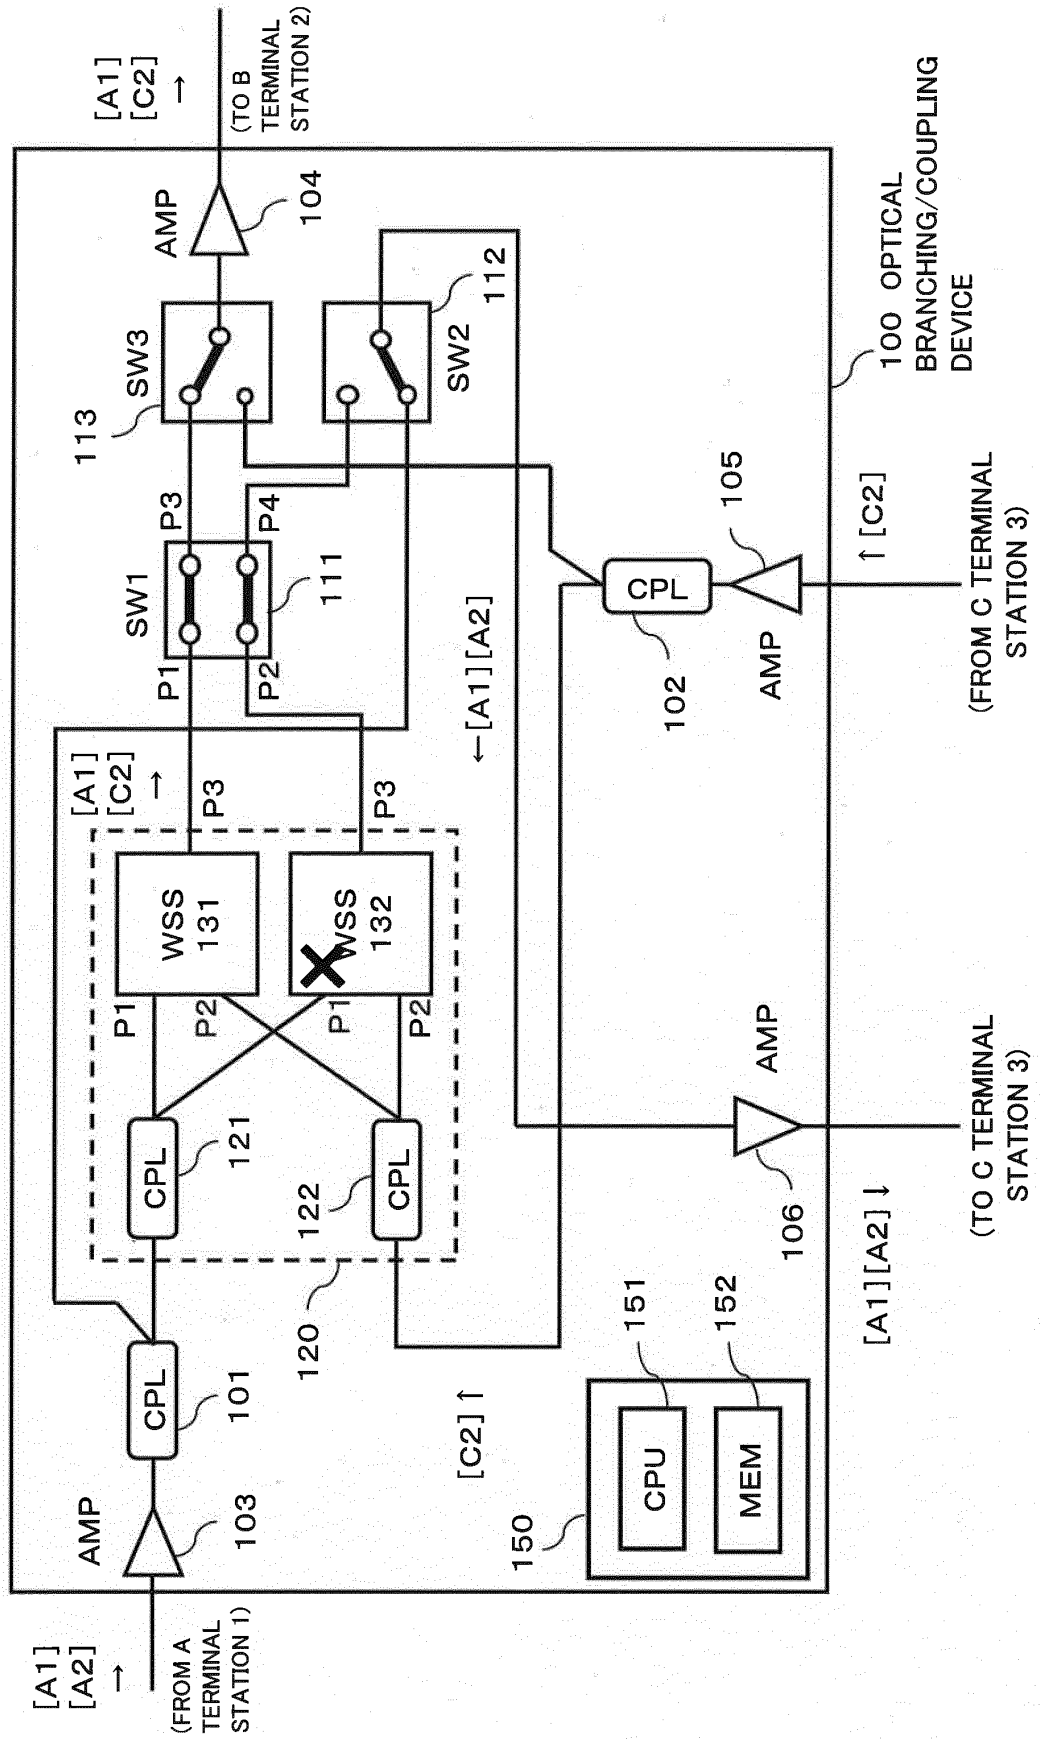 [A1]
[A2]
→
(FROM A
TERMINAL
STATION 1)
AMP
103
CPL
101
120
CPL
121
CPL
122
P1
P2
P1
P2
WSS
131
WSS
132
P3
P3
[A1]
[C2]
→
P1
P2
SW1
111
P3
P4
113
SW3
SW2
112
AMP
104
[A1]
[C2]
→
(TO B
TERMINAL
STATION 2)
←[A1][A2]
[C2]↑
150
CPU
151
MEM
152
106
AMP
[A1][A2]↓
(TO C TERMINAL
STATION 3)
CPL
102
AMP
105
↑[C2]
(FROM C TERMINAL
STATION 3)
100 OPTICAL
BRANCHING/COUPLING
DEVICE